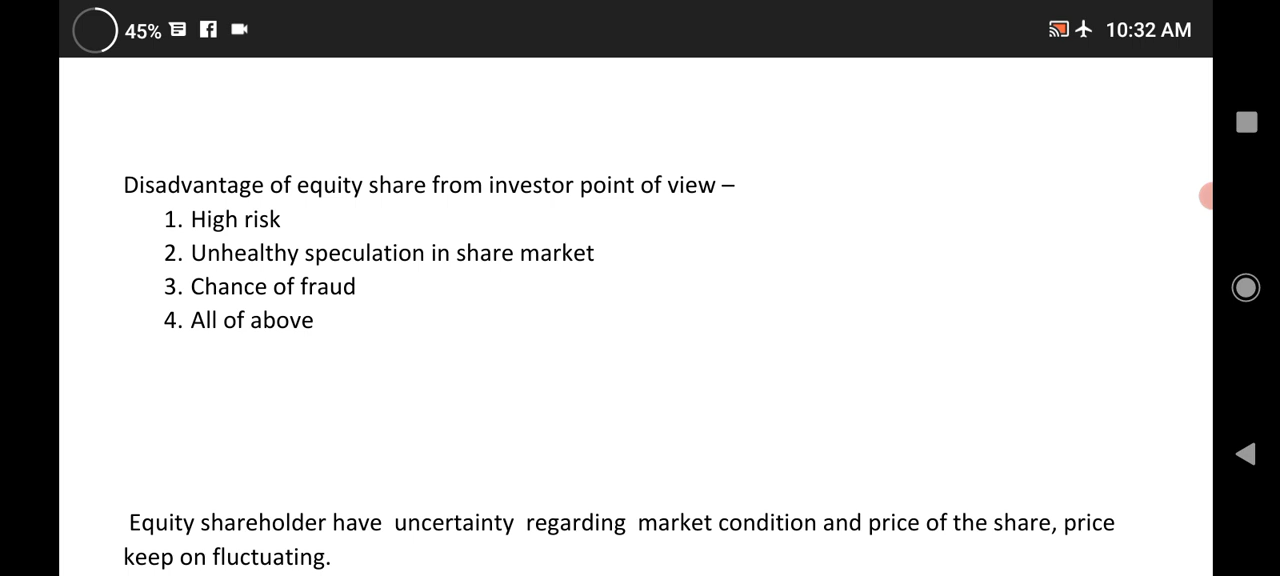 45% 10:32 AM
Disadvantage of equity share from investor point of view –
1. High risk
2. Unhealthy speculation in share market
3. Chance of fraud
4. All of above
Equity shareholder have uncertainty regarding market condition and price of the share, price
keep on fluctuating.